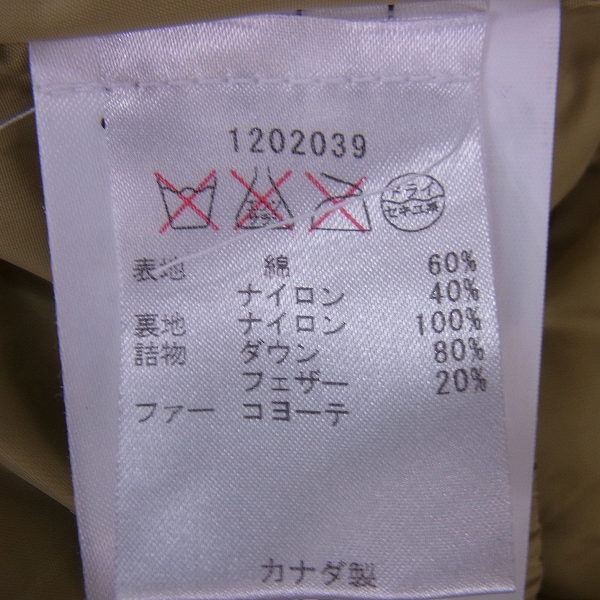 1202039
ドライ
セキユ系
表地 綿 60%
ナイロン 40%
裏地 ナイロン 100%
詰物 ダウン 80%
フェザー 20%
ファー コヨーテ
カナダ製